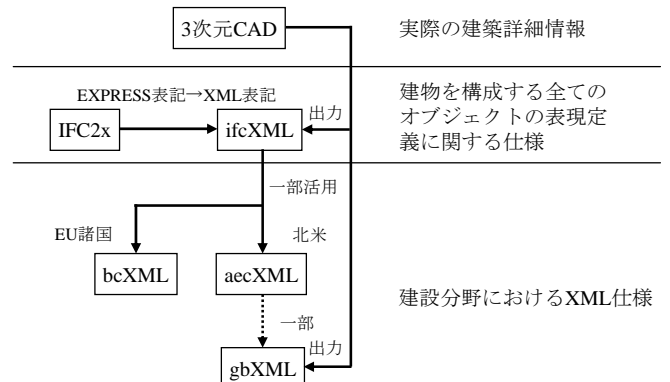 3次元CAD
実際の建築詳細情報
EXPRESS表記→XML表記
IFC2x
ifcXML
出力
建物を構成する全ての
オブジェクトの表現定
義に関する仕様
一部活用
EU諸国
北米
bcXML
aecXML
建設分野におけるXML仕様
一部
出力
gbXML